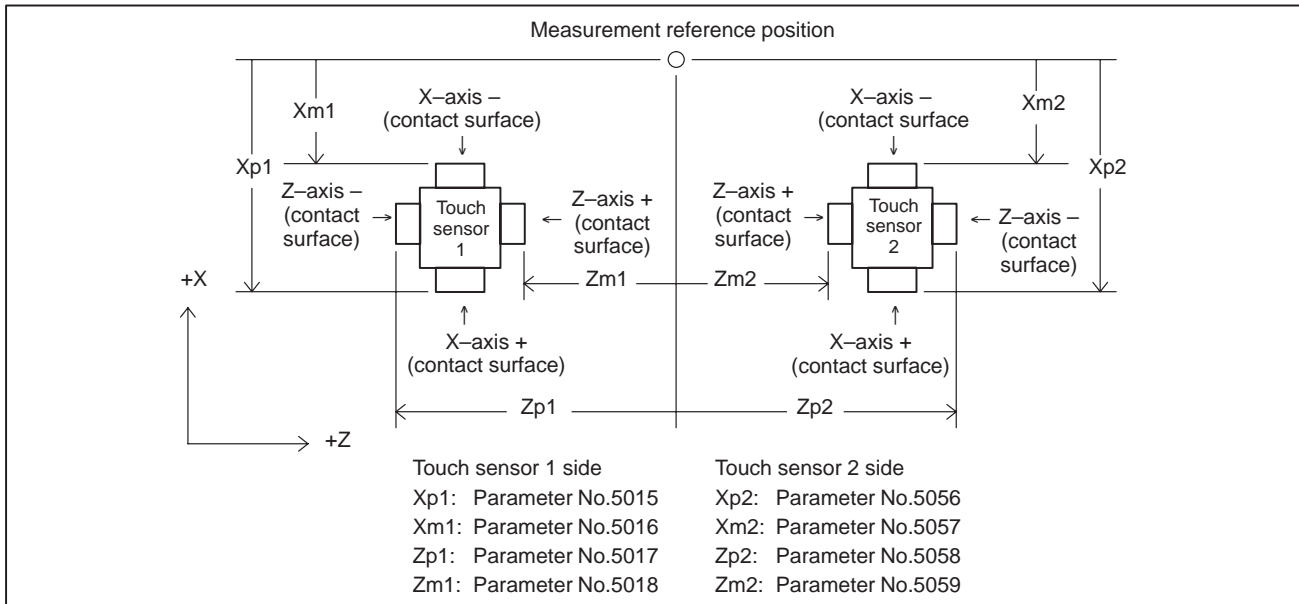 Measurement reference position
X–axis –
(contact surface)
X–axis –
(contact surface
Xm1
Xm2
Xp1
Xp2
Z–axis –
(contact
surface)
Touch
sensor
1
Z–axis +
(contact
surface)
Z–axis +
(contact
surface)
Touch
sensor
2
Z–axis –
(contact
surface)
Zm1
Zm2
+X
X–axis +
(contact surface)
X–axis +
(contact surface)
Zp1
Zp2
+Z
Touch sensor 1 side
Xp1: Parameter No.5015
Xm1: Parameter No.5016
Zp1: Parameter No.5017
Zm1: Parameter No.5018
Touch sensor 2 side
Xp2: Parameter No.5056
Xm2: Parameter No.5057
Zp2: Parameter No.5058
Zm2: Parameter No.5059